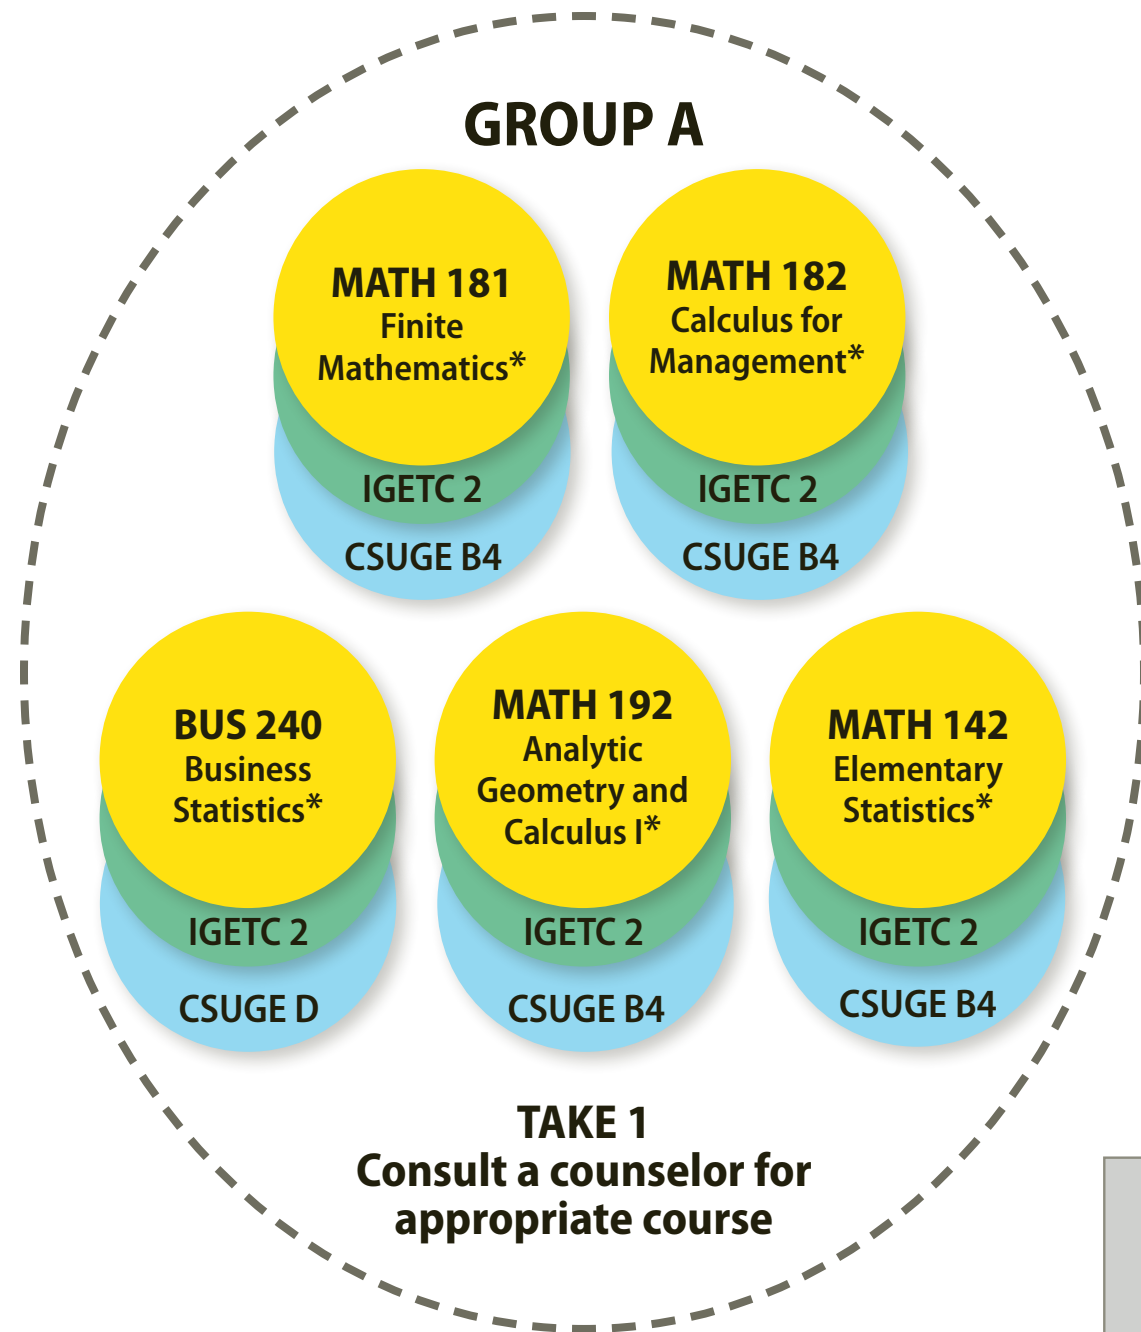 GROUP A
MATH 181
Finite
Mathematics*
IGETC 2
CSUGE B4
MATH 182
Calculus for
Management*
IGETC 2
CSUGE B4
BUS 240
Business
Statistics*
IGETC 2
CSUGE D
MATH 192
Analytic
Geometry and
Calculus I*
IGETC 2
CSUGE B4
MATH 142
Elementary
Statistics*
IGETC 2
CSUGE B4
TAKE 1
Consult a counselor for
appropriate course